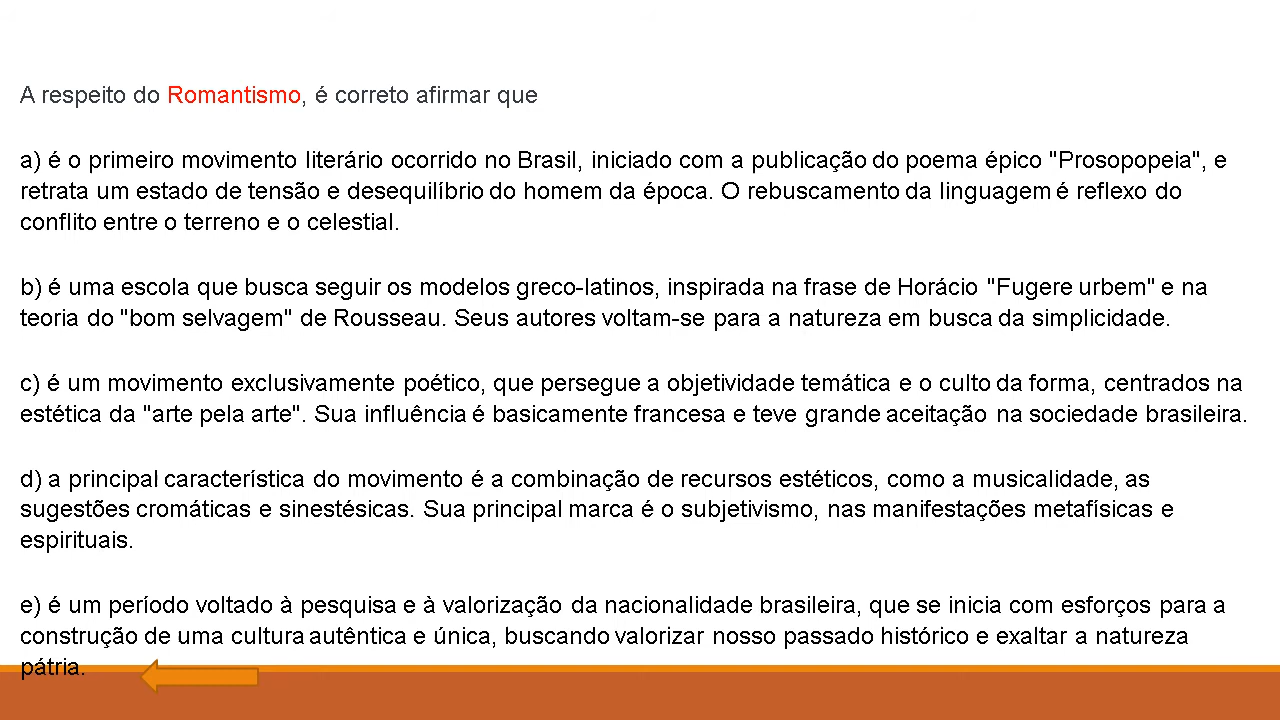 A respeito do Romantismo, é correto afirmar que
a) é o primeiro movimento literário ocorrido no Brasil, iniciado com a publicação do poema épico "Prosopopeia", e
retrata um estado de tensão e desequilíbrio do homem da época. O rebuscamento da linguagem é reflexo do
conflito entre o terreno e o celestial.
b) é uma escola que busca seguir os modelos greco-latinos, inspirada na frase de Horácio "Fugere urbem" e na
teoria do "bom selvagem" de Rousseau. Seus autores voltam-se para a natureza em busca da simplicidade.
c) é um movimento exclusivamente poético, que persegue a objetividade temática e o culto da forma, centrados na
estética da "arte pela arte". Sua influência é basicamente francesa e teve grande aceitação na sociedade brasileira.
d) a principal característica do movimento é a combinação de recursos estéticos, como a musicalidade, as
sugestões cromáticas e sinestésicas. Sua principal marca é o subjetivismo, nas manifestações metafísicas e
espirituais.
e) é um período voltado à pesquisa e à valorização da nacionalidade brasileira, que se inicia com esforços para a
construção de uma cultura autêntica e única, buscando valorizar nosso passado histórico e exaltar a natureza
pátria.